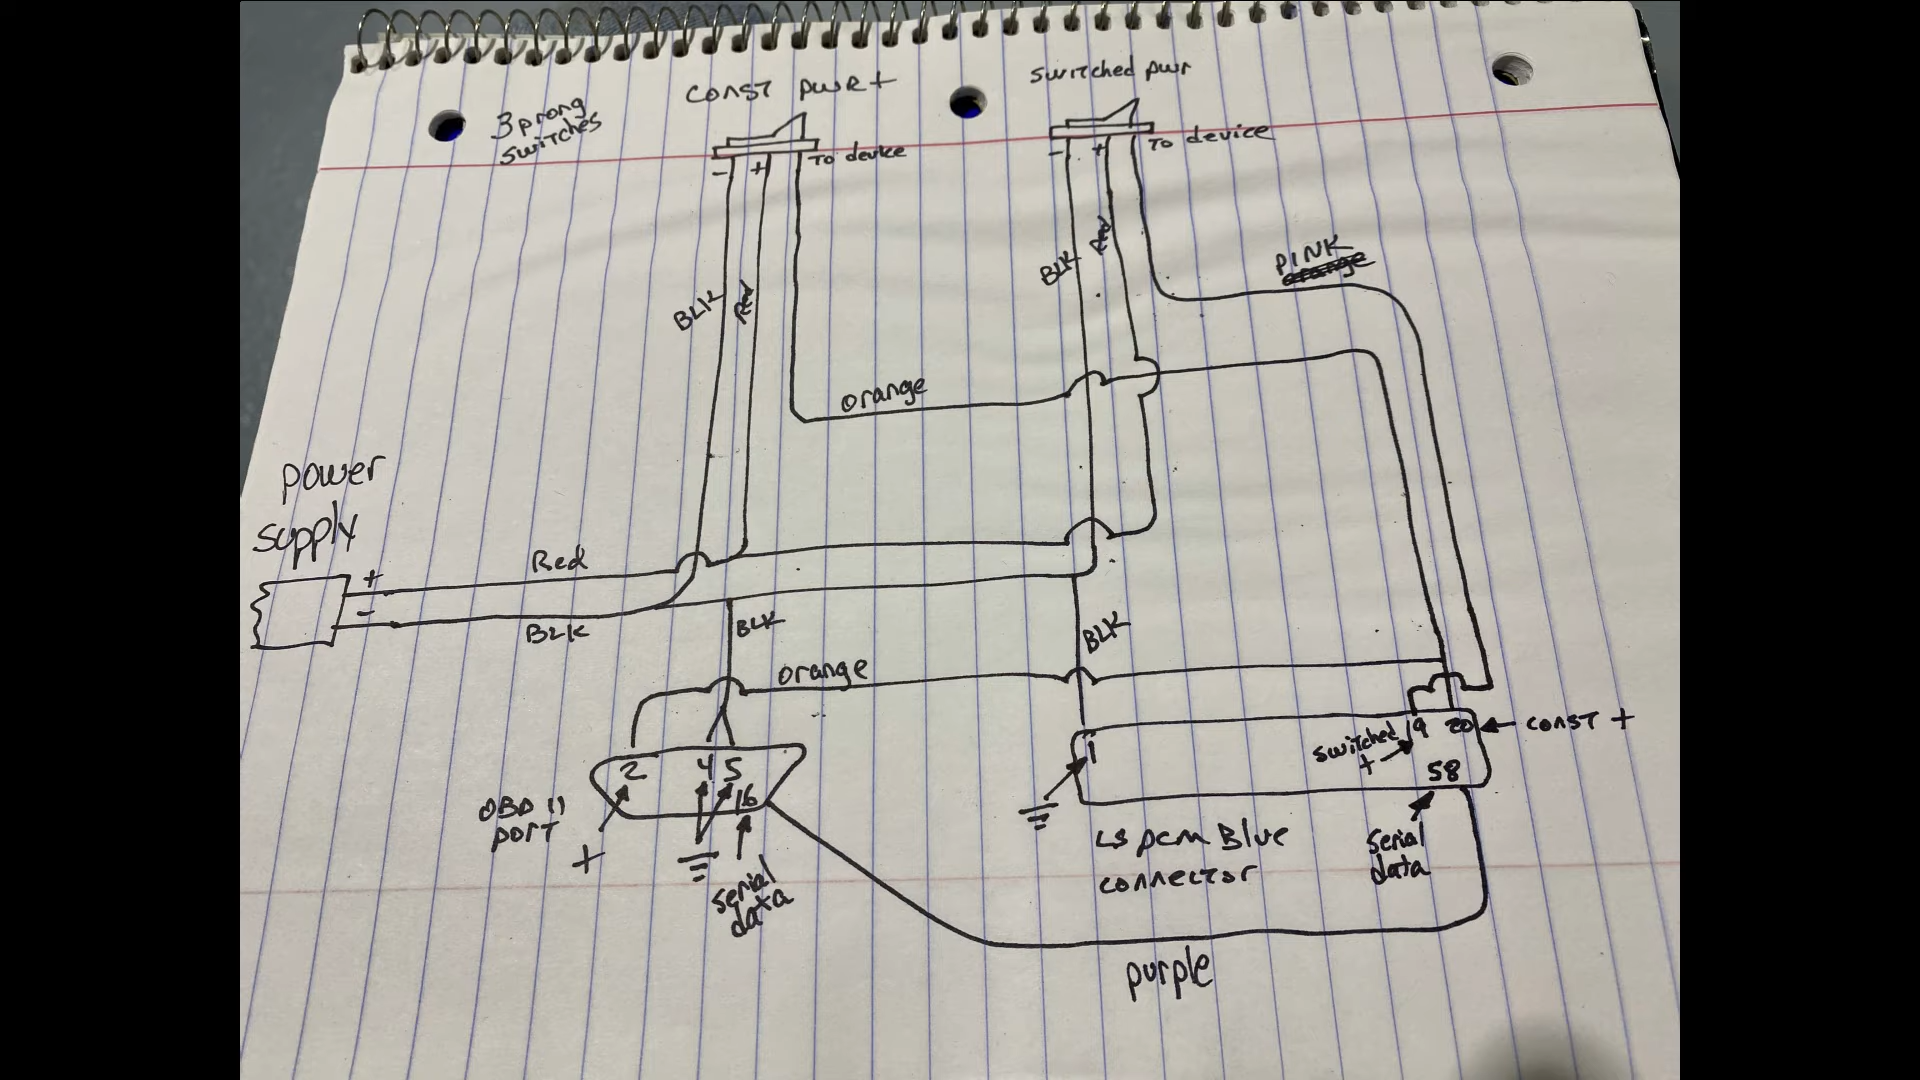 CONST PWR +
switched pwr
3 prong
switches
To device
To device
- +
- +
BLK
Red
BLK
Red
PINK
orange
orange
power
supply
+
-
Red
BLK
BLK
BLK
orange
2 4 5
16
OBD II
PORT
+
serial
data
1
switched
+
19 20
CONST +
58
LS pcm Blue
connector
serial
data
purple